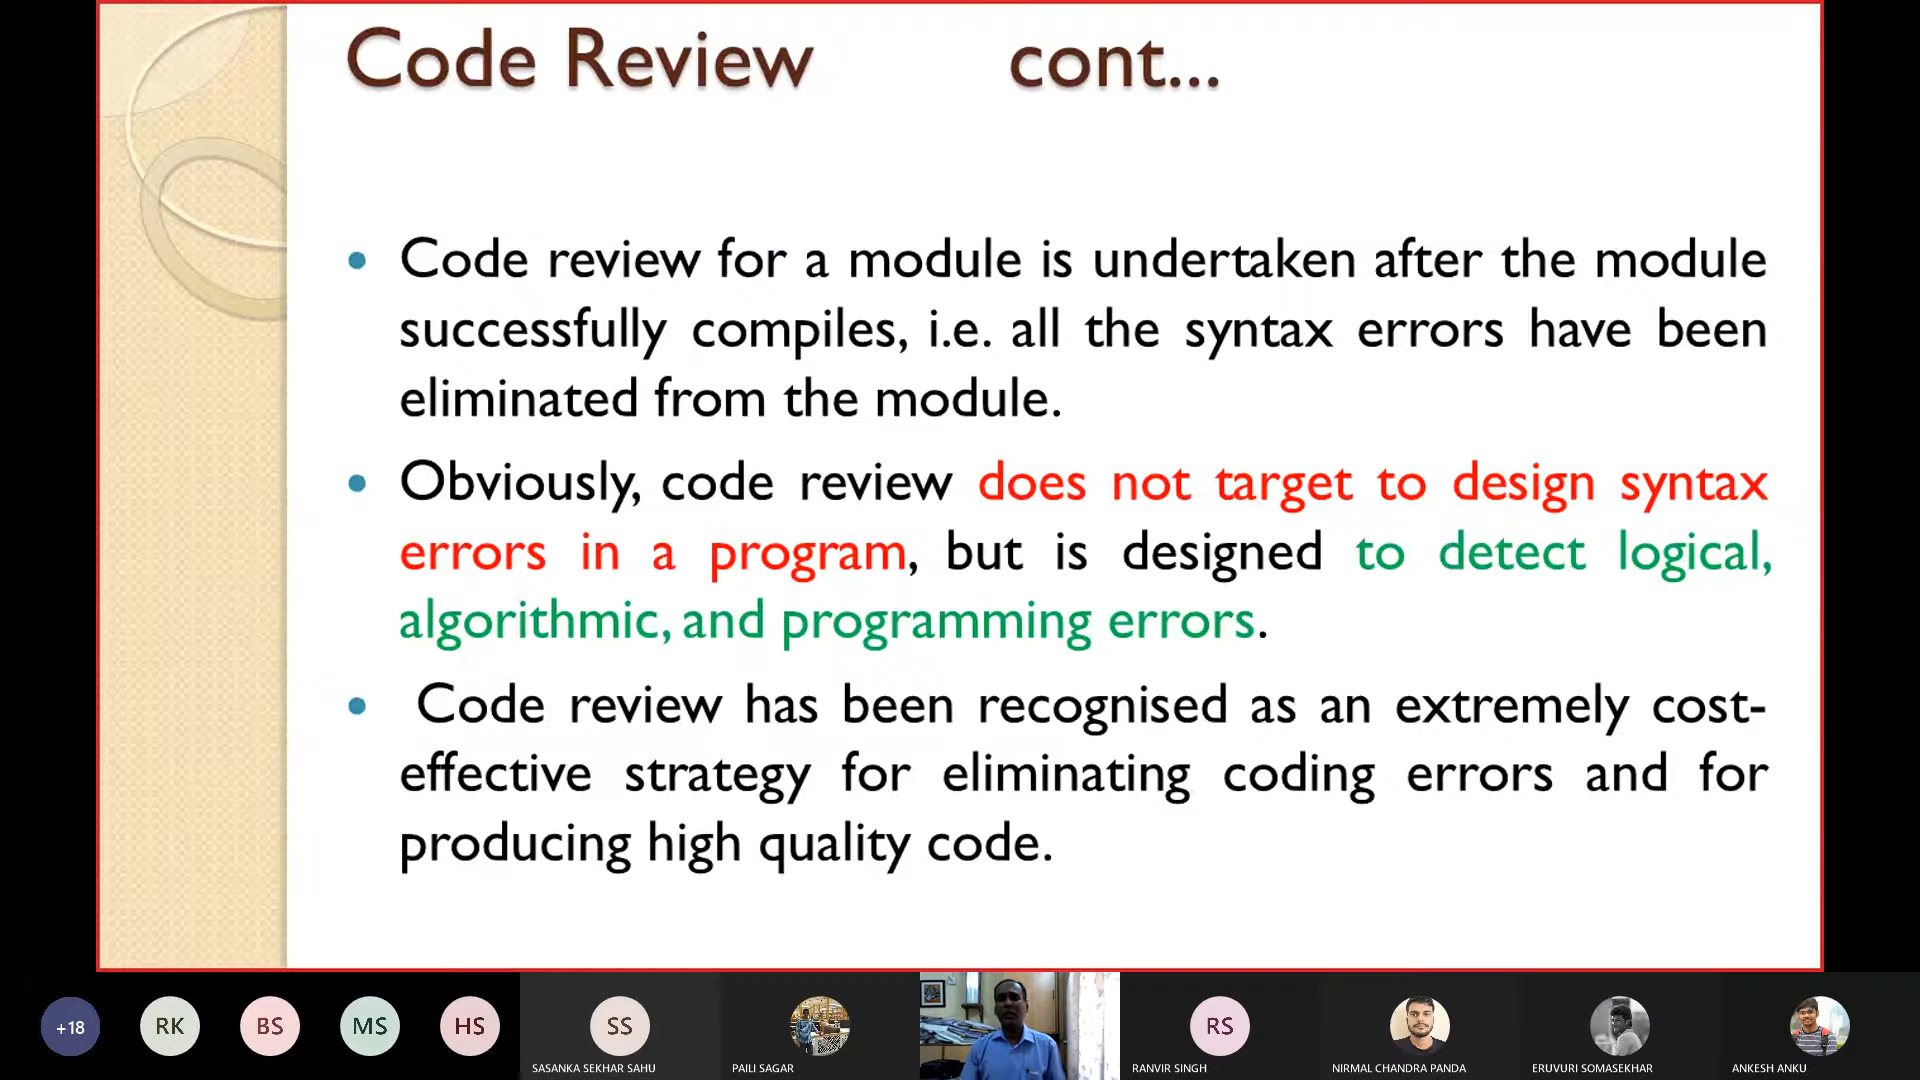 Code Review cont...
• Code review for a module is undertaken after the module
successfully compiles, i.e. all the syntax errors have been
eliminated from the module.
• Obviously, code review does not target to design syntax
errors in a program, but is designed to detect logical,
algorithmic, and programming errors.
• Code review has been recognised as an extremely cost-
effective strategy for eliminating coding errors and for
producing high quality code.
+18 RK BS MS HS SS RS
SASANKA SEKHAR SAHU PAILI SAGAR RANVIR SINGH NIRMAL CHANDRA PANDA ERUVURI SOMASEKHAR ANKESH ANKU